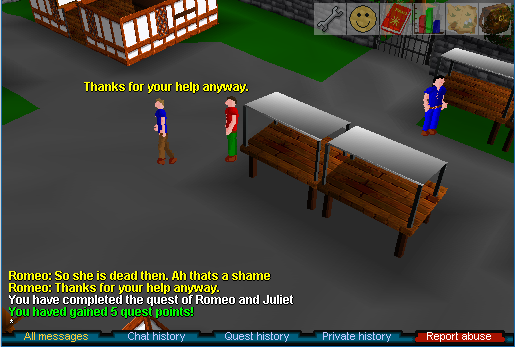 Thanks for your help anyway.
Romeo: So she is dead then. Ah thats a shame
Romeo: Thanks for your help anyway.
You have completed the quest of Romeo and Juliet
You haved gained 5 quest points!
*
All messages
Chat history
Quest history
Private history
Report abuse